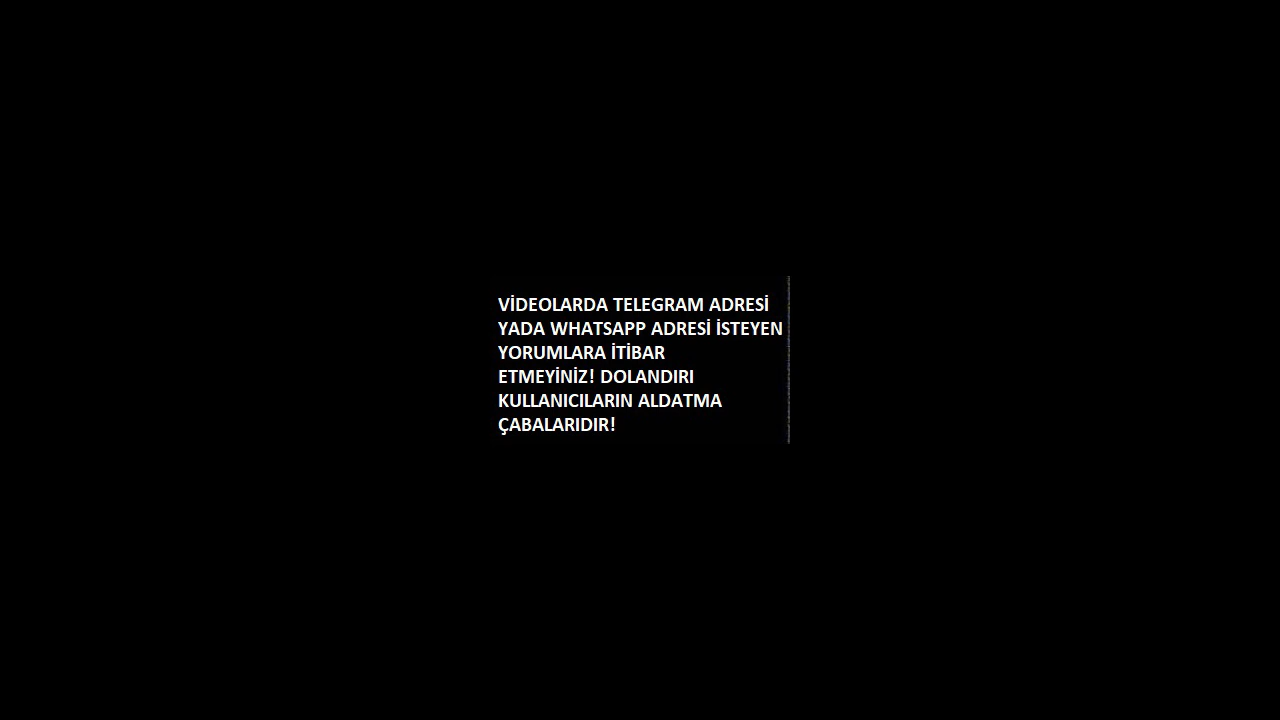 VİDEOLARDA TELEGRAM ADRESİ
YADA WHATSAPP ADRESİ İSTEYEN
YORUMLARA İTİBAR
ETMEYİNİZ! DOLANDIRI
KULLANICILARIN ALDATMA
ÇABALARIDIR!